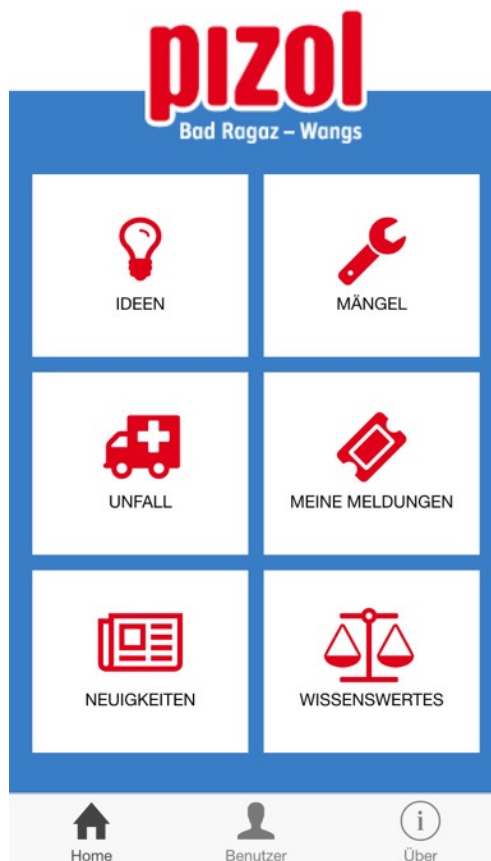 pizol
Bad Ragaz – Wangs
IDEEN
MÄNGEL
UNFALL
MEINE MELDUNGEN
NEUIGKEITEN
WISSENSWERTES
Home
Benutzer
i
Über